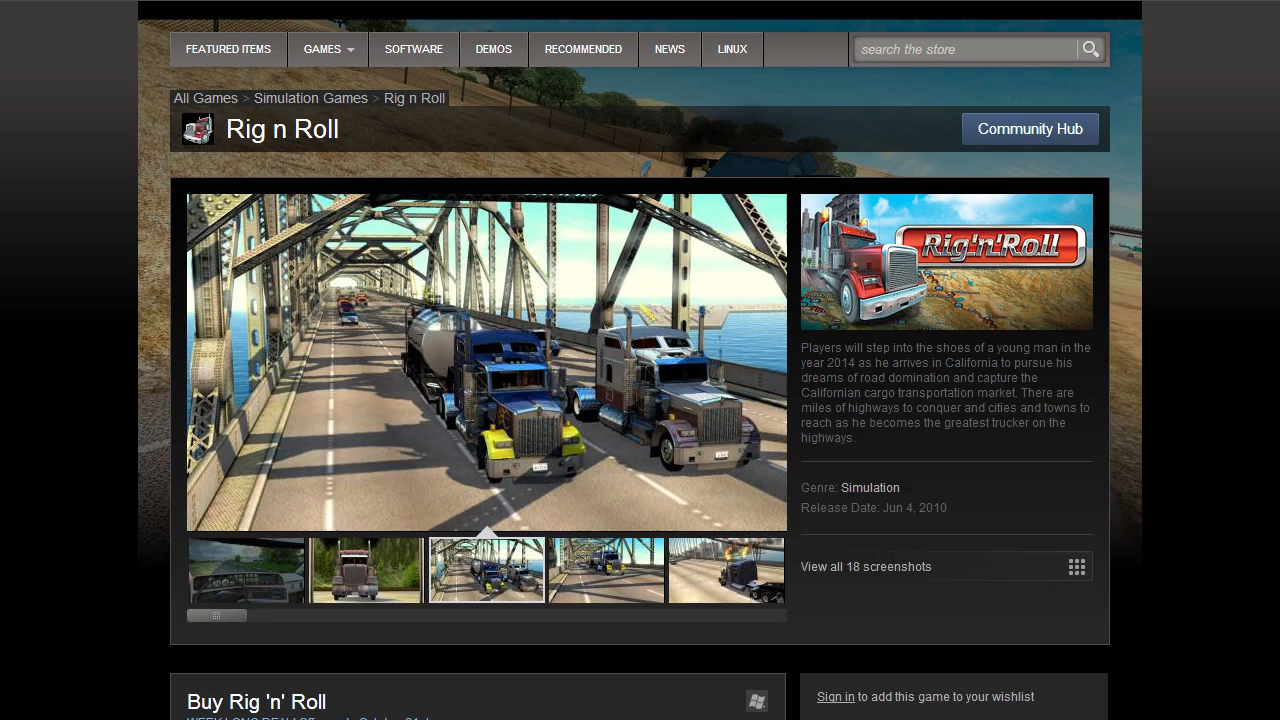 FEATURED ITEMS GAMES SOFTWARE DEMOS RECOMMENDED NEWS LINUX search the store
All Games > Simulation Games > Rig n Roll
Rig n Roll
Community Hub
Rig'n'Roll
Players will step into the shoes of a young man in the
year 2014 as he arrives in California to pursue his
dreams of road domination and capture the
Californian cargo transportation market. There are
miles of highways to conquer and cities and towns to
reach as he becomes the greatest trucker on the
highways.
Genre: Simulation
Release Date: Jun 4, 2010
View all 18 screenshots
Buy Rig 'n' Roll
Sign in to add this game to your wishlist